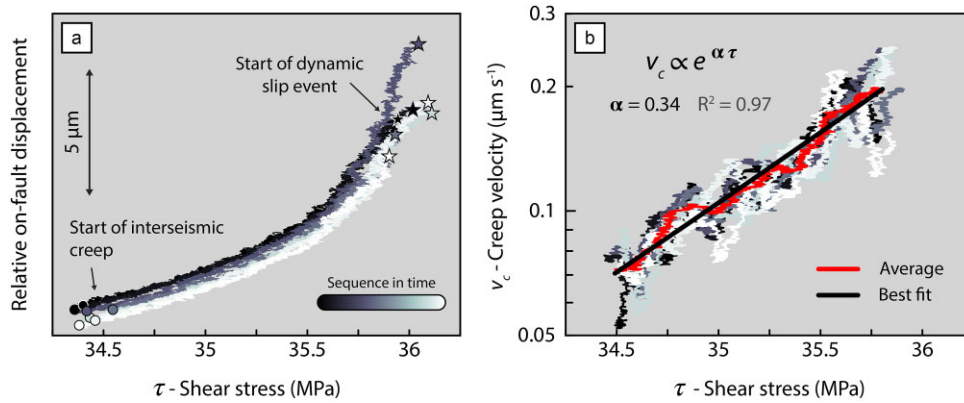 a
Relative on-fault displacement
5 μm
Start of dynamic
slip event
Start of interseismic
creep
Sequence in time
34.5
35
35.5
36
τ - Shear stress (MPa)
b
v_c - Creep velocity (μm s⁻¹)
0.3
0.2
0.1
0.05
v_c ∝ e^{α τ}
α = 0.34 R² = 0.97
Average
Best fit
34.5
35
35.5
36
τ - Shear stress (MPa)